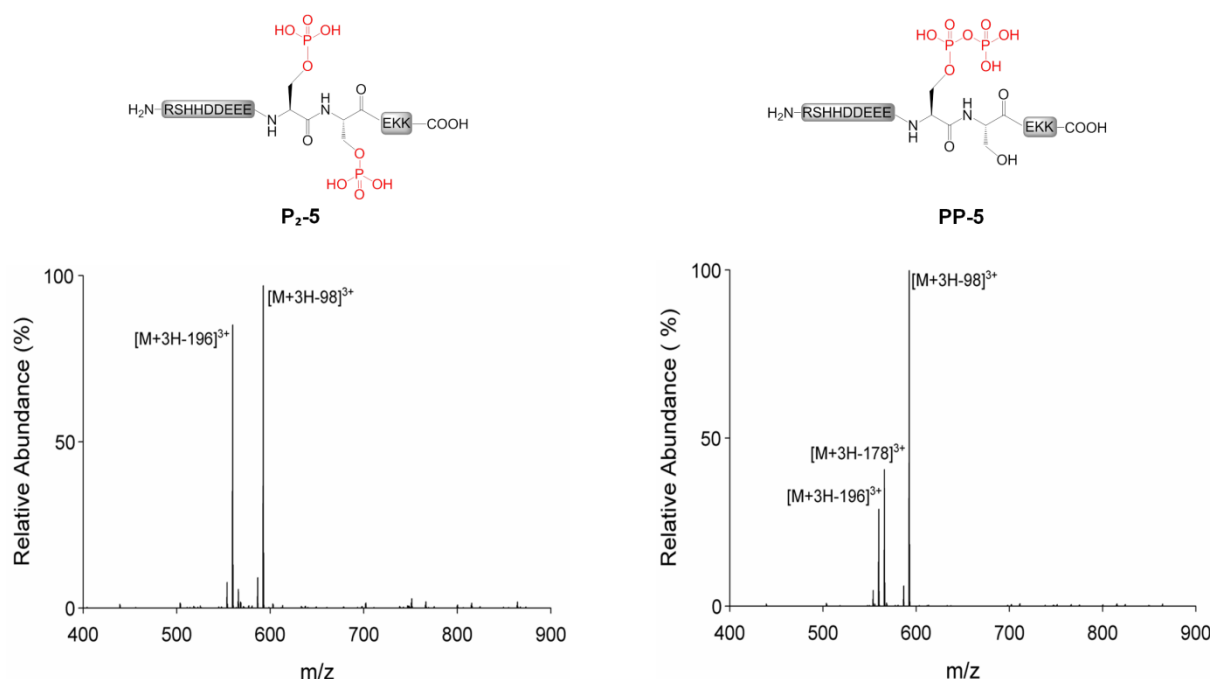 O
HO P OH
O
H₂N RSHHDDEEE N H H N O O EKK COOH
O
HO P OH
O
P₂-5
O O
HO P O P OH
HO OH
O
H₂N RSHHDDEEE N H H N O O EKK COOH
OH
PP-5
Relative Abundance (%)
100
50
0
[M+3H-98]³⁺
[M+3H-196]³⁺
400 500 600 700 800 900
m/z
Relative Abundance ( %)
100
50
0
[M+3H-98]³⁺
[M+3H-178]³⁺
[M+3H-196]³⁺
400 500 600 700 800 900
m/z